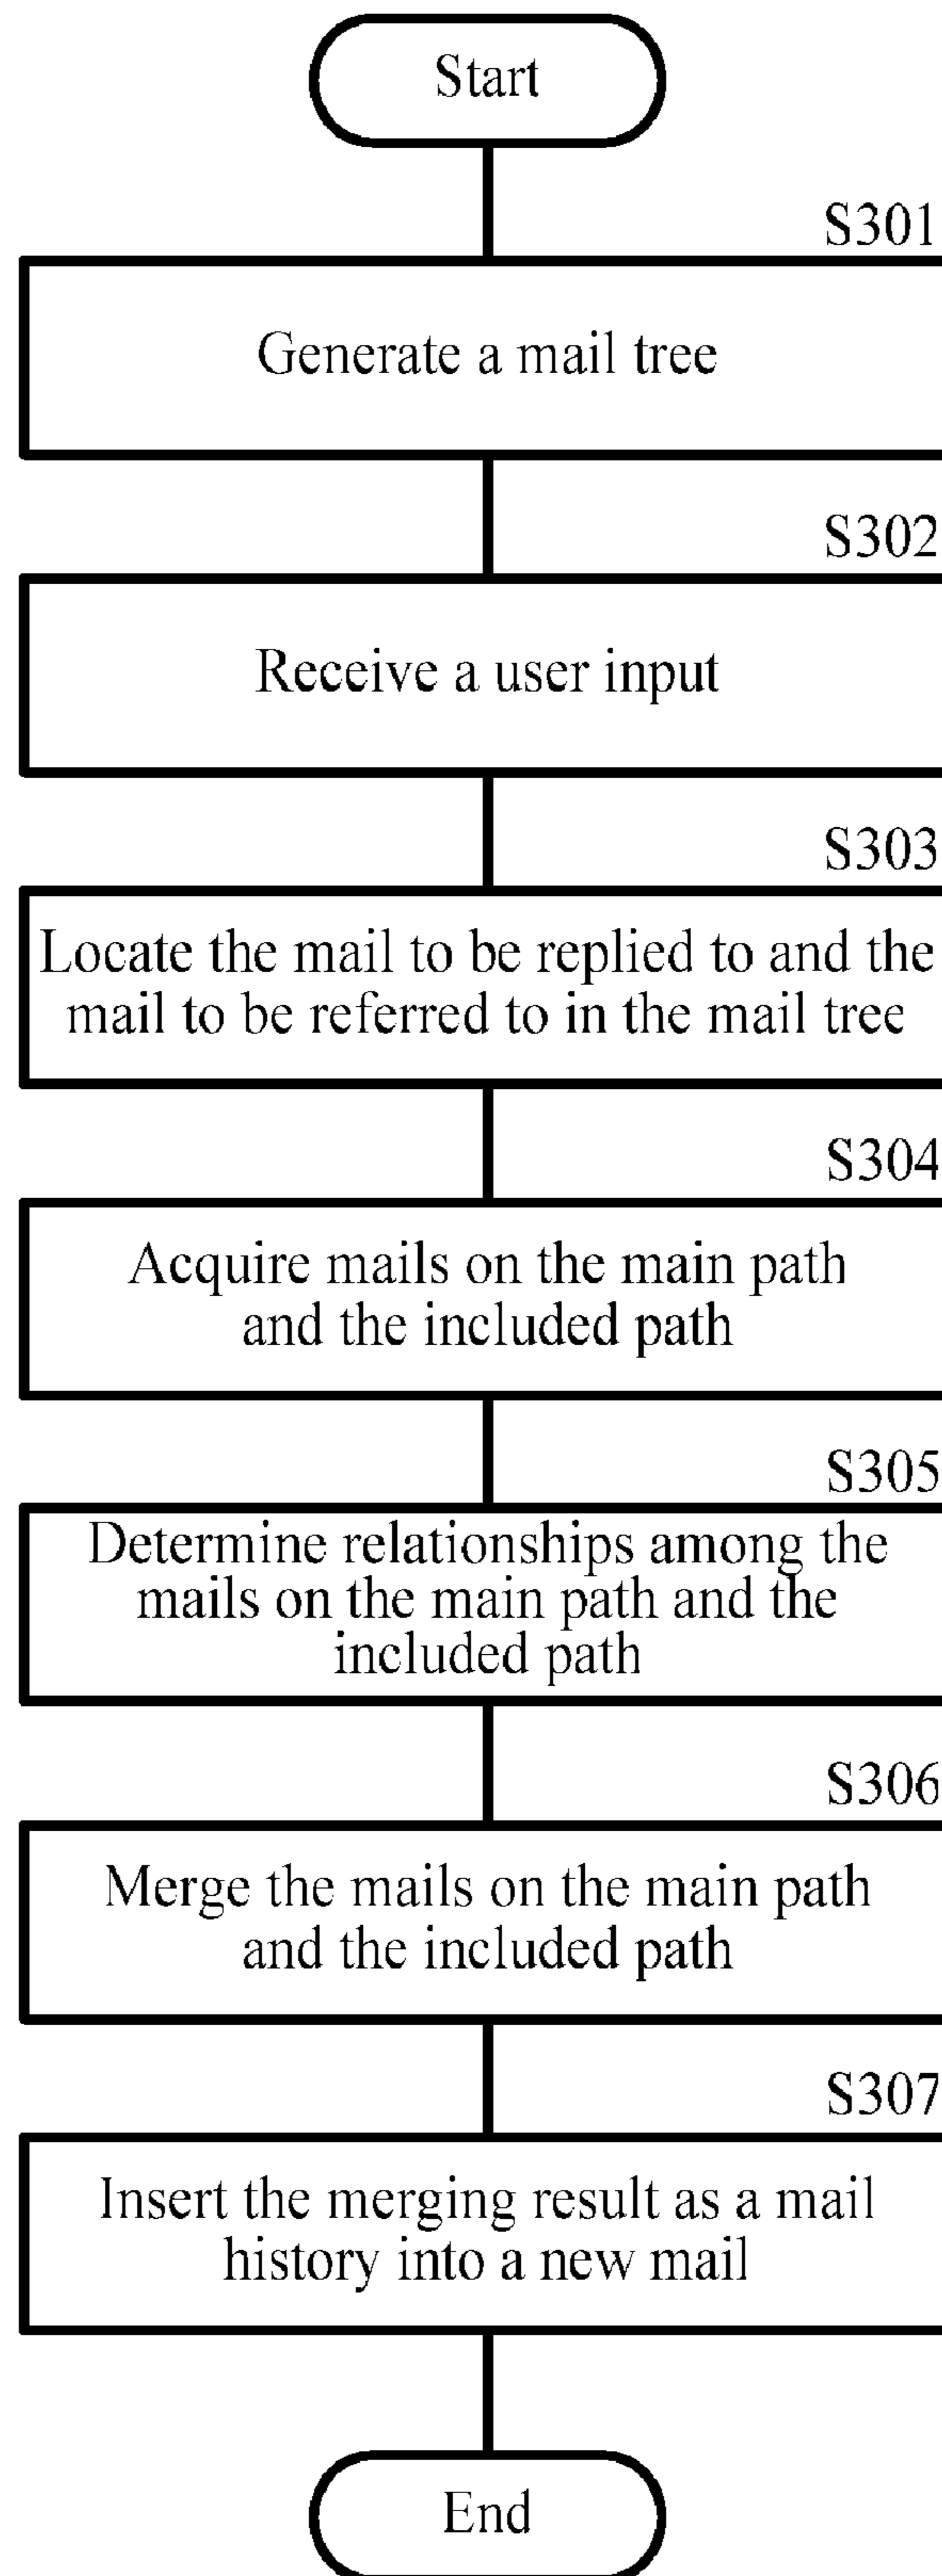 Start
S301
Generate a mail tree
S302
Receive a user input
S303
Locate the mail to be replied to and the
mail to be referred to in the mail tree
S304
Acquire mails on the main path
and the included path
S305
Determine relationships among the
mails on the main path and the
included path
S306
Merge the mails on the main path
and the included path
S307
Insert the merging result as a mail
history into a new mail
End